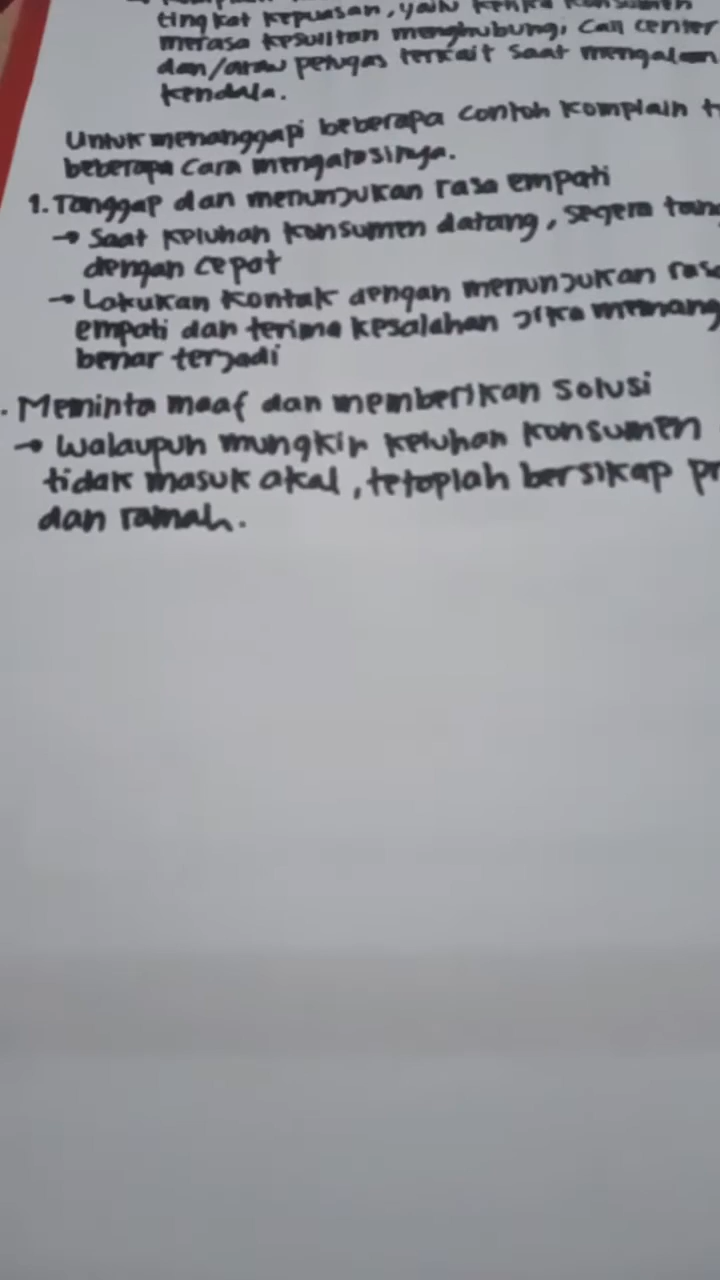 tingkat kepuasan, yaitu ketika konsumen
merasa kesulitan menghubungi call center
dan/atau petugas terkait saat mengalam
kendala.
Untuk menanggapi beberapa contoh komplain
beberapa cara mengatasinya.
1. Tanggap dan menunjukan rasa empati
→ Saat keluhan konsumen datang, segera tang
dengan cepat
→ Lakukan kontak dengan menunjukan rasa
empati dan terima kesalahan jika memang
benar terjadi
. Meminta maaf dan memberikan solusi
→ Walaupun mungkin keluhan konsumen
tidak masuk akal, tetaplah bersikap pr
dan ramah.